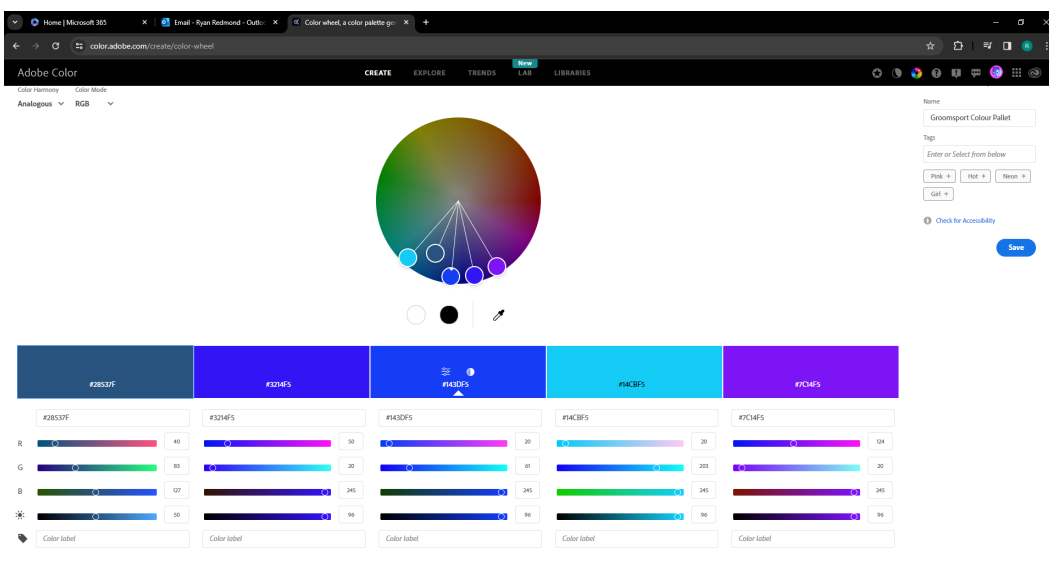 Home | Microsoft 365
Email - Ryan Redmond - Outlo
Color wheel, a color palette ger
color.adobe.com/create/color-wheel
R
Adobe Color
CREATE
EXPLORE
TRENDS
New
LAB
LIBRARIES
Color Harmony Color Mode
Analogous RGB
Name
Groomsport Colour Pallet
Tags
Enter or Select from below
Pink + Hot + Neon +
Girl +
Check for Accessibility
Save
#28537F #3214F5 #143DF5 #14CBF5 #7C14F5
#28537F #3214F5 #143DF5 #14CBF5 #7C14F5
R 40 50 20 20 124
G 83 20 61 203 20
B 127 245 245 245 245
50 96 96 96 96
Color label Color label Color label Color label Color label